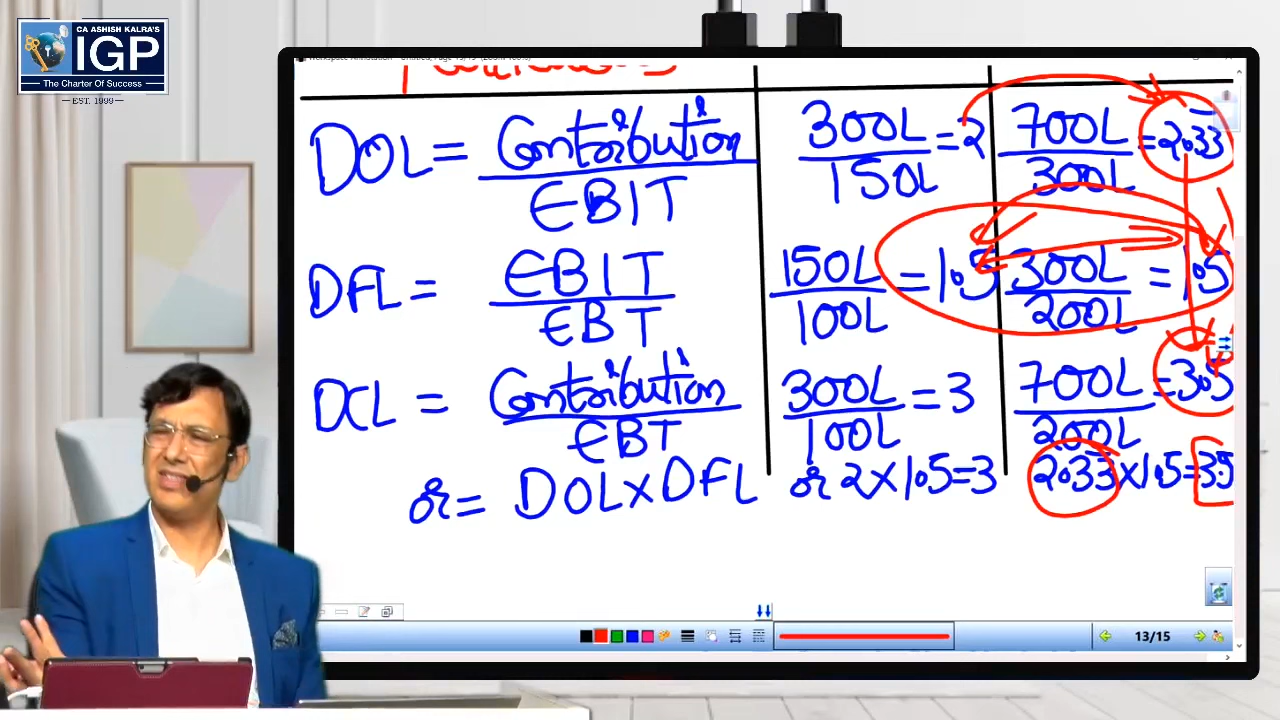 CA ASHISH KALRA'S
IGP
The Charter Of Success
EST. 1999
DOL = Contribution / EBIT 300L / 150L = 2 700L / 300L = 2.33
DFL = EBIT / EBT 150L / 100L = 1.5 300L / 200L = 1.5
DCL = Contribution / EBT 300L / 100L = 3 700L / 200L = 3.5
or = DOL x DFL or 2 x 1.5 = 3 2.33 x 1.5 = 3.5
13/15